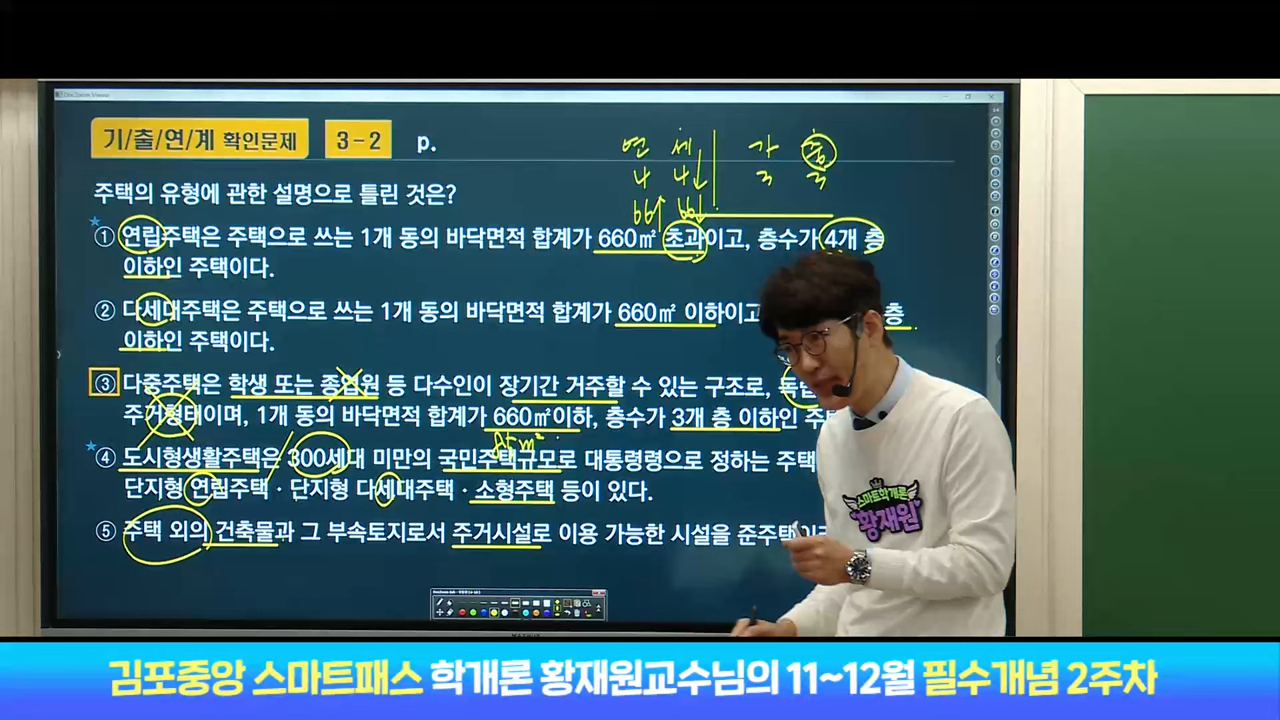 DocZoom Viewer
기/출/연/계 확인문제 3-2 p.
연 세 가 중
4 4 3 3
66↑ 66↓
주택의 유형에 관한 설명으로 틀린 것은?
① 연립주택은 주택으로 쓰는 1개 동의 바닥면적 합계가 660㎡ 초과이고, 층수가 4개 층
이하인 주택이다.
② 다세대주택은 주택으로 쓰는 1개 동의 바닥면적 합계가 660㎡ 이하이고 층
이하인 주택이다.
③ 다중주택은 학생 또는 종업원 등 다수인이 장기간 거주할 수 있는 구조로, 독립
주거형태이며, 1개 동의 바닥면적 합계가 660㎡이하, 층수가 3개 층 이하인 주택
④ 도시형생활주택은 300세대 미만의 국민주택규모로 대통령령으로 정하는 주택
단지형 연립주택 · 단지형 다세대주택 · 소형주택 등이 있다.
⑤ 주택 외의 건축물과 그 부속토지로서 주거시설로 이용 가능한 시설을 준주택이라
스마트학개론
황재원
김포중앙 스마트패스 학개론 황재원교수님의 11~12월 필수개념 2주차